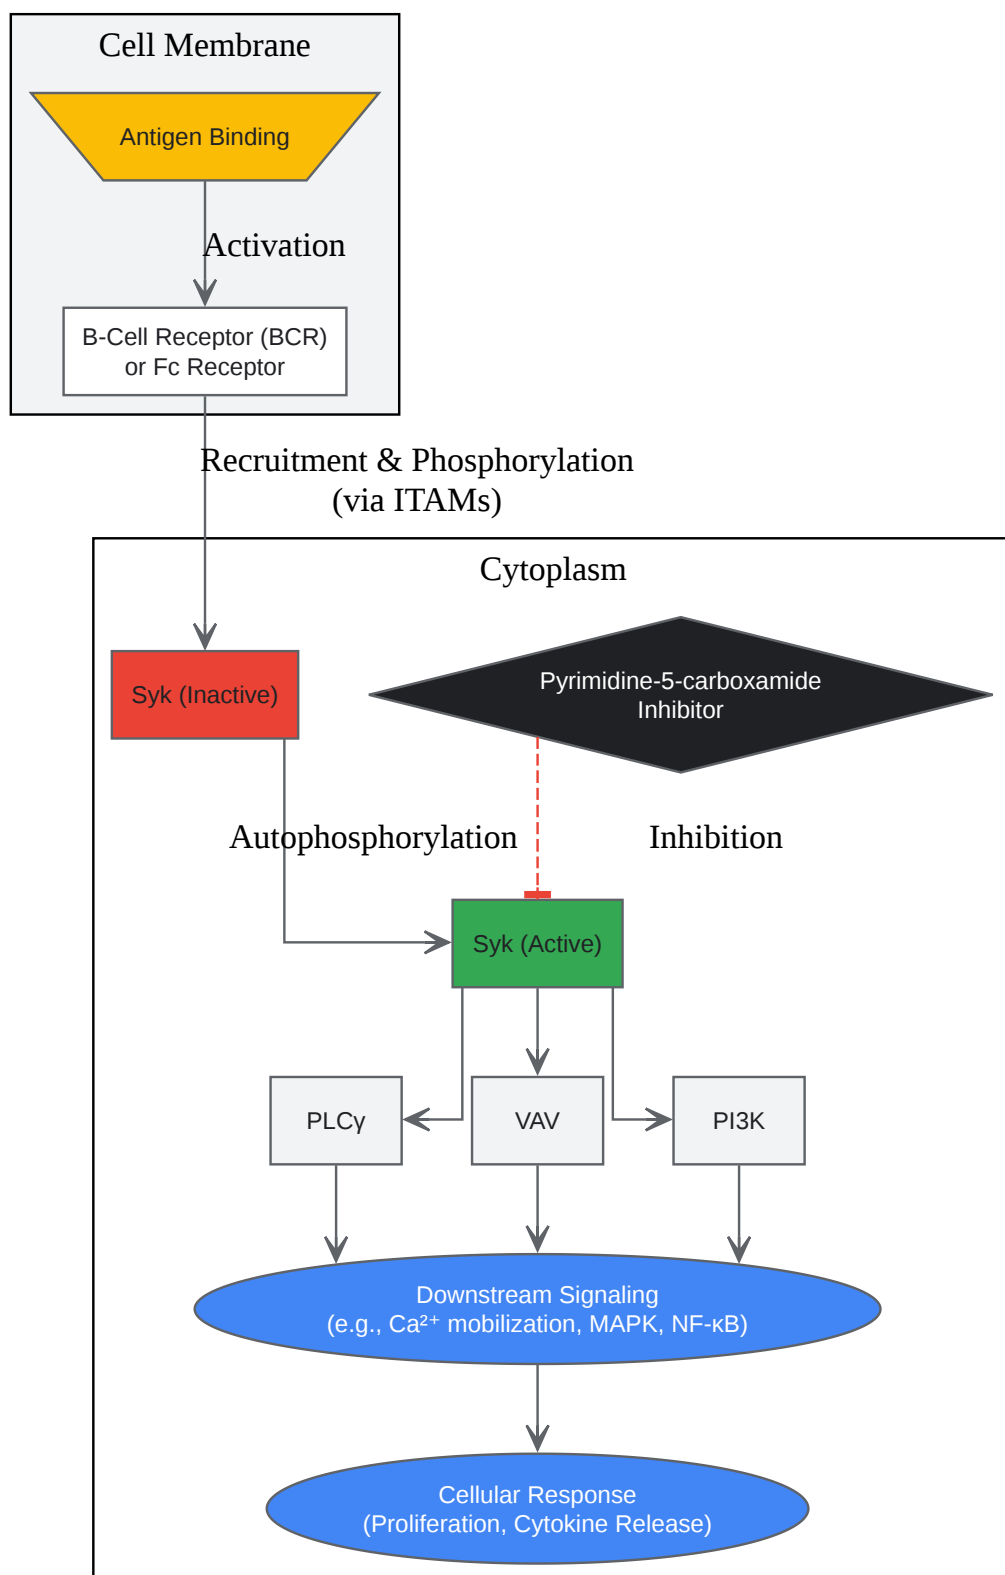 Cell Membrane
Antigen Binding
Activation
B-Cell Receptor (BCR)
or Fc Receptor
Recruitment & Phosphorylation
(via ITAMs)
Cytoplasm
Syk (Inactive)
Pyrimidine-5-carboxamide
Inhibitor
Autophosphorylation
Inhibition
Syk (Active)
PLCγ
VAV
PI3K
Downstream Signaling
(e.g., Ca²⁺ mobilization, MAPK, NF-κB)
Cellular Response
(Proliferation, Cytokine Release)